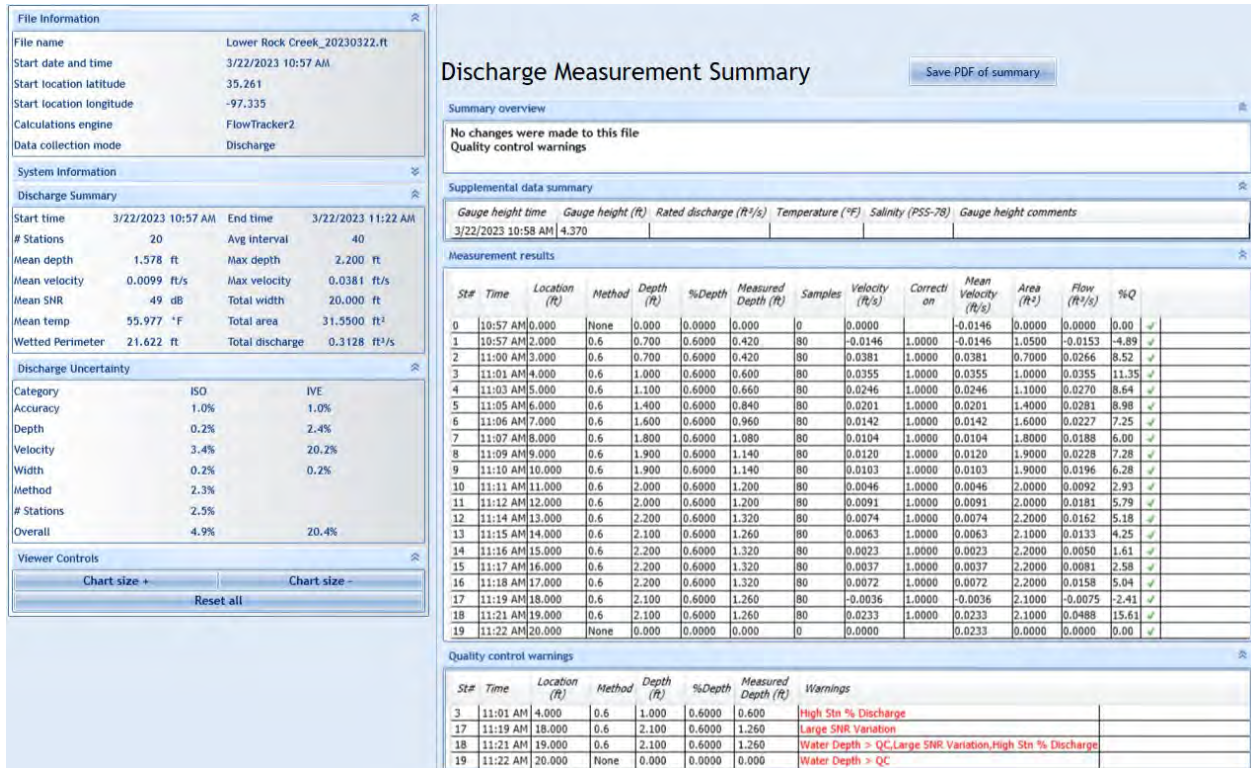 File Information
File name Lower Rock Creek_20230322.ft
Start date and time 3/22/2023 10:57 AM
Start location latitude 35.261
Start location longitude -97.335
Calculations engine FlowTracker2
Data collection mode Discharge
System Information
Discharge Summary
Start time 3/22/2023 10:57 AM End time 3/22/2023 11:22 AM
# Stations 20 Avg interval 40
Mean depth 1.578 ft Max depth 2.200 ft
Mean velocity 0.0099 ft/s Max velocity 0.0381 ft/s
Mean SNR 49 dB Total width 20.000 ft
Mean temp 55.977 °F Total area 31.5500 ft²
Wetted Perimeter 21.622 ft Total discharge 0.3128 ft³/s
Discharge Uncertainty
Category ISO IVE
Accuracy 1.0% 1.0%
Depth 0.2% 2.4%
Velocity 3.4% 20.2%
Width 0.2% 0.2%
Method 2.3%
# Stations 2.5%
Overall 4.9% 20.4%
Viewer Controls
Chart size + Chart size -
Reset all
Discharge Measurement Summary
Save PDF of summary
Summary overview
No changes were made to this file
Quality control warnings
Supplemental data summary
Gauge height time Gauge height (ft) Rated discharge (ft³/s) Temperature (°F) Salinity (PSS-78) Gauge height comments
3/22/2023 10:58 AM 4.370
Measurement results
St# Time Location (ft) Method Depth (ft) %Depth Measured Depth (ft) Samples Velocity (ft/s) Correction Mean Velocity (ft/s) Area (ft²) Flow (ft³/s) %Q
0 10:57 AM 0.000 None 0.000 0.0000 0.000 0 0.0000 -0.0146 0.0000 0.0000 0.00
1 10:57 AM 2.000 0.6 0.700 0.6000 0.420 80 -0.0146 1.0000 -0.0146 1.0500 -0.0153 -4.89
2 11:00 AM 3.000 0.6 0.700 0.6000 0.420 80 0.0381 1.0000 0.0381 0.7000 0.0266 8.52
3 11:01 AM 4.000 0.6 1.000 0.6000 0.600 80 0.0355 1.0000 0.0355 1.0000 0.0355 11.35
4 11:03 AM 5.000 0.6 1.100 0.6000 0.660 80 0.0246 1.0000 0.0246 1.1000 0.0270 8.64
5 11:05 AM 6.000 0.6 1.400 0.6000 0.840 80 0.0201 1.0000 0.0201 1.4000 0.0281 8.98
6 11:06 AM 7.000 0.6 1.600 0.6000 0.960 80 0.0142 1.0000 0.0142 1.6000 0.0227 7.25
7 11:07 AM 8.000 0.6 1.800 0.6000 1.080 80 0.0104 1.0000 0.0104 1.8000 0.0188 6.00
8 11:09 AM 9.000 0.6 1.900 0.6000 1.140 80 0.0120 1.0000 0.0120 1.9000 0.0228 7.28
9 11:10 AM 10.000 0.6 1.900 0.6000 1.140 80 0.0103 1.0000 0.0103 1.9000 0.0196 6.28
10 11:11 AM 11.000 0.6 2.000 0.6000 1.200 80 0.0046 1.0000 0.0046 2.0000 0.0092 2.93
11 11:12 AM 12.000 0.6 2.000 0.6000 1.200 80 0.0091 1.0000 0.0091 2.0000 0.0181 5.79
12 11:14 AM 13.000 0.6 2.200 0.6000 1.320 80 0.0074 1.0000 0.0074 2.2000 0.0162 5.18
13 11:15 AM 14.000 0.6 2.100 0.6000 1.260 80 0.0063 1.0000 0.0063 2.1000 0.0133 4.25
14 11:16 AM 15.000 0.6 2.200 0.6000 1.320 80 0.0023 1.0000 0.0023 2.2000 0.0050 1.61
15 11:17 AM 16.000 0.6 2.200 0.6000 1.320 80 0.0037 1.0000 0.0037 2.2000 0.0081 2.58
16 11:18 AM 17.000 0.6 2.200 0.6000 1.320 80 0.0072 1.0000 0.0072 2.2000 0.0158 5.04
17 11:19 AM 18.000 0.6 2.100 0.6000 1.260 80 -0.0036 1.0000 -0.0036 2.1000 -0.0075 -2.41
18 11:21 AM 19.000 0.6 2.100 0.6000 1.260 80 0.0233 1.0000 0.0233 2.1000 0.0488 15.61
19 11:22 AM 20.000 None 0.000 0.0000 0.000 0 0.0000 0.0233 0.0000 0.0000 0.00
Quality control warnings
St# Time Location (ft) Method Depth (ft) %Depth Measured Depth (ft) Warnings
3 11:01 AM 4.000 0.6 1.000 0.6000 0.600 High Stn % Discharge
17 11:19 AM 18.000 0.6 2.100 0.6000 1.260 Large SNR Variation
18 11:21 AM 19.000 0.6 2.100 0.6000 1.260 Water Depth > QC,Large SNR Variation,High Stn % Discharge
19 11:22 AM 20.000 None 0.000 0.0000 0.000 Water Depth > QC